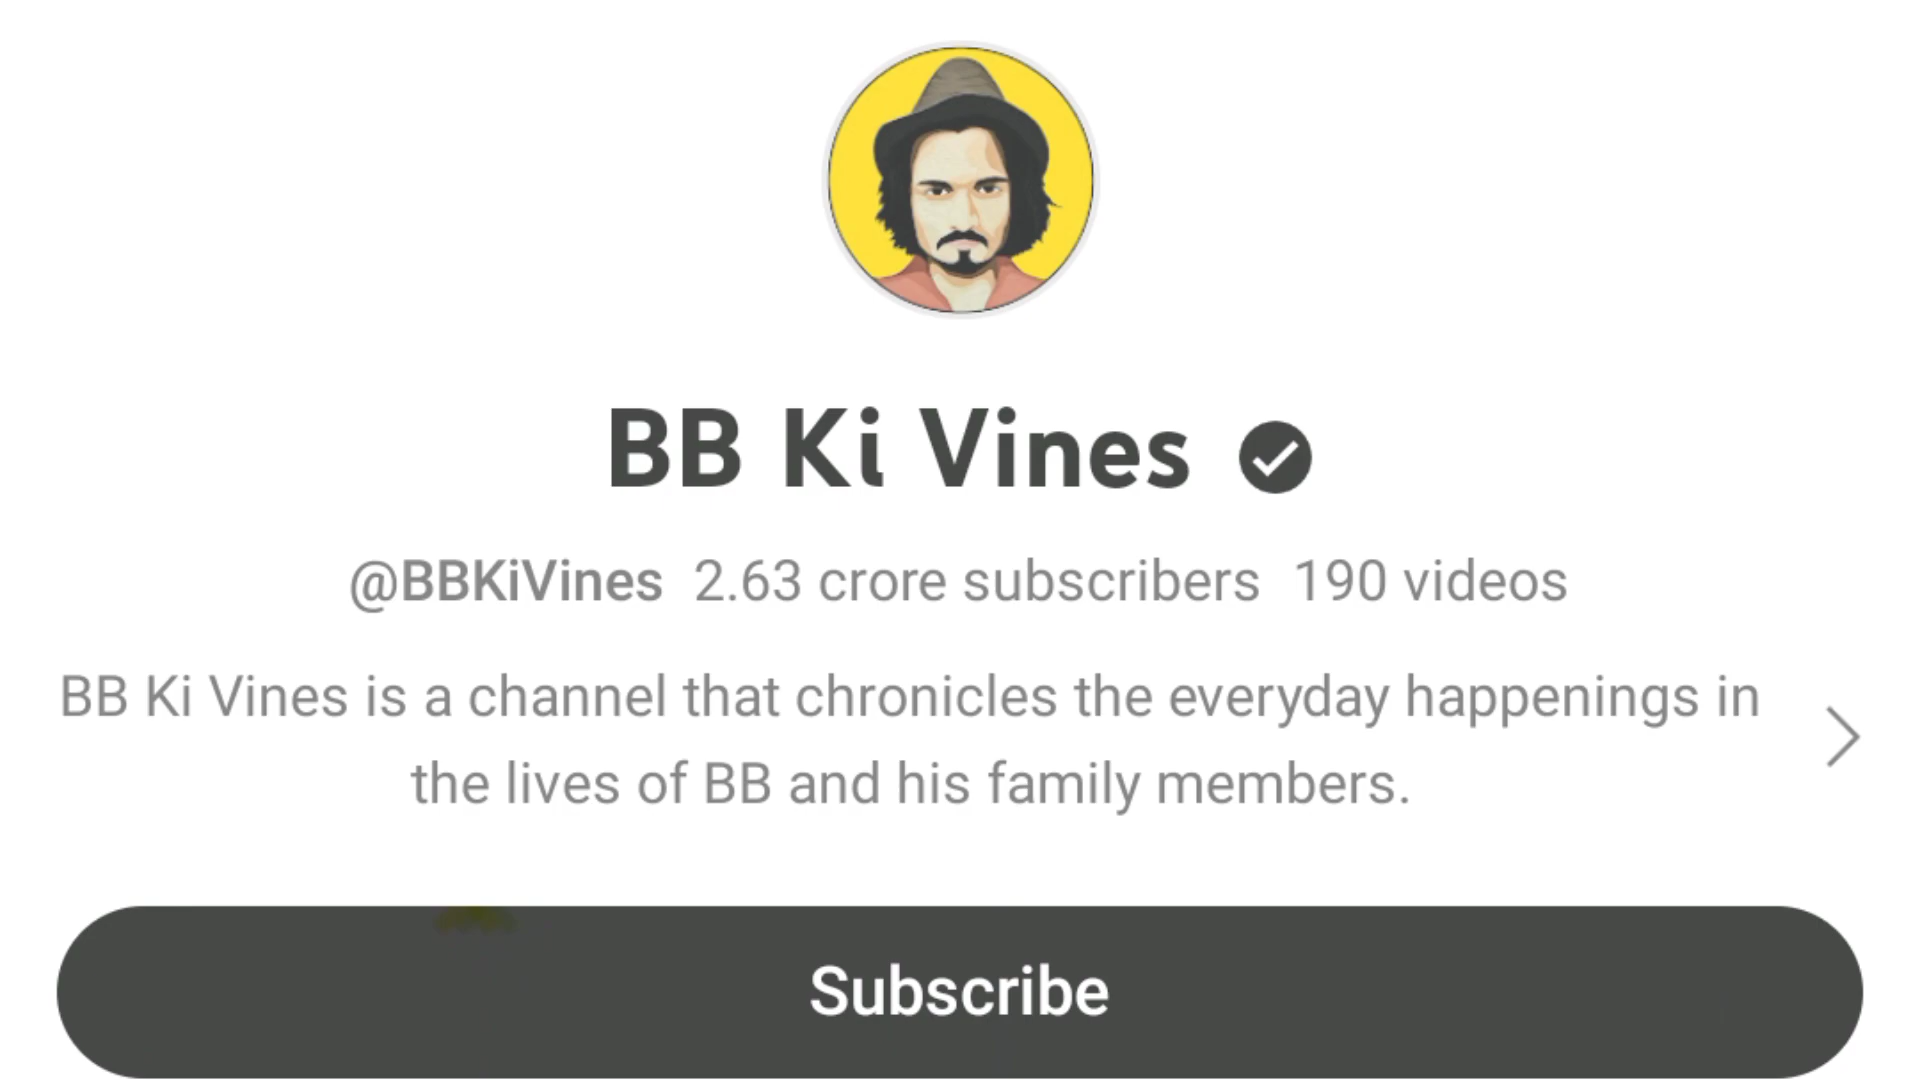 BB Ki Vines
@BBKiVines 2.63 crore subscribers 190 videos
BB Ki Vines is a channel that chronicles the everyday happenings in
the lives of BB and his family members.
Subscribe